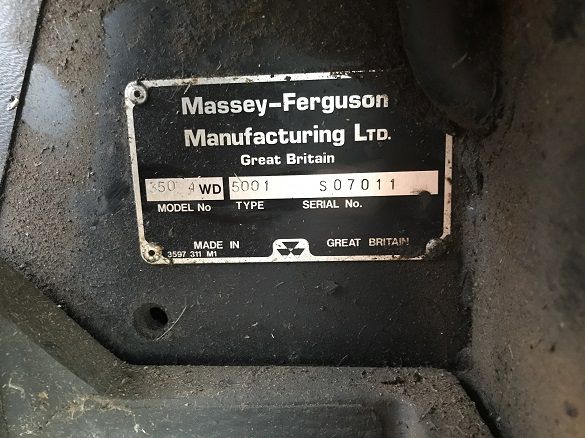 Massey-Ferguson
Manufacturing LTD.
Great Britain
350 4WD 5001 S07011
MODEL No TYPE SERIAL No.
MADE IN GREAT BRITAIN
3597 311 M1